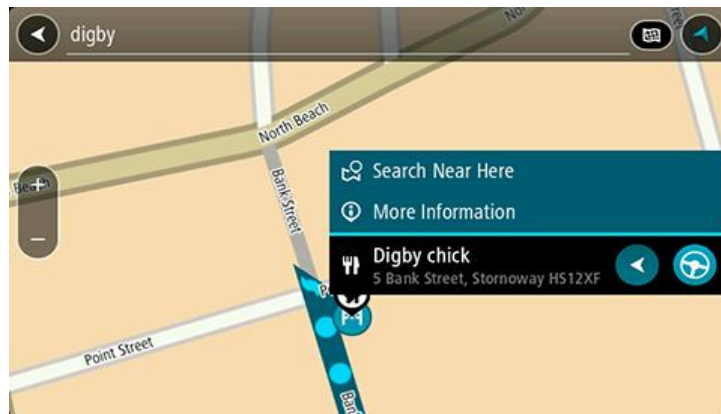 digby
North Beach
Beach
Bank Street
Search Near Here
More Information
Digby chick
5 Bank Street, Stornoway HS12XF
Point Street